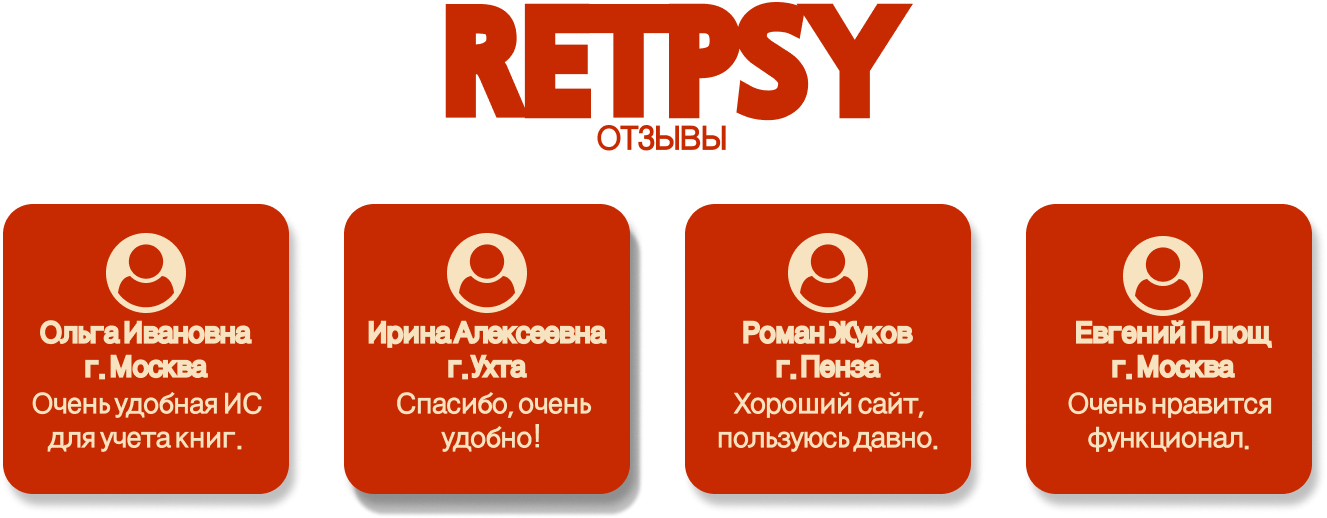 RETPSY
ОТЗЫВЫ
Ольга Ивановна
г. Москва
Очень удобная ИС
для учета книг.
Ирина Алексеевна
г. Ухта
Спасибо, очень
удобно!
Роман Жуков
г. Пенза
Хороший сайт,
пользуюсь давно.
Евгений Плющ
г. Москва
Очень нравится
функционал.